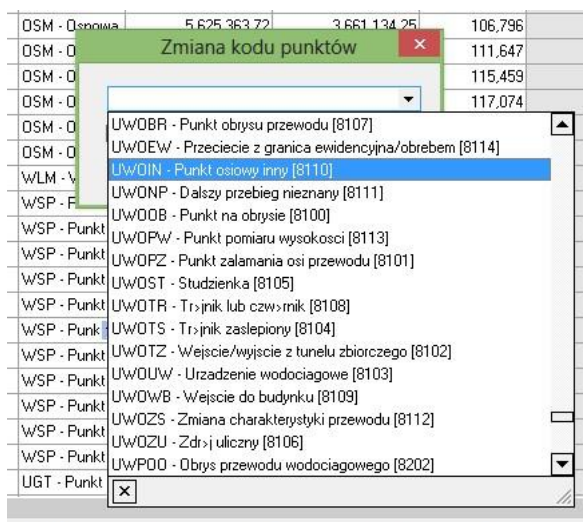 OSM - Osnowa 5 625 363,72 3 661 134,25 106,796
OSM - O 111,647
OSM - O 115,459
OSM - O 117,074
OSM - O
OSM - O
WLM - W
WSP - P
WSP - Punkt
WSP - Punkt
WSP - Punkt
WSP - Punkt
WSP - Punk
WSP - Punkt
WSP - Punkt
WSP - Punkt
WSP - Punkt
WSP - Punkt
UGT - Punkt
Zmiana kodu punktów
UWOBR - Punkt obrysu przewodu [8107]
UWOEW - Przeciecie z granica ewidencyjna/obrebem [8114]
UWOIN - Punkt osiowy inny [8110]
UWONP - Dalszy przebieg nieznany [8111]
UWOOB - Punkt na obrysie [8100]
UWOPW - Punkt pomiaru wysokosci [8113]
UWOPZ - Punkt zalamania osi przewodu [8101]
UWOST - Studzienka [8105]
UWOTR - Tr>jnik lub czw>rnik [8108]
UWOTS - Tr>jnik zaslepiony [8104]
UWOTZ - Wejscie/wyjscie z tunelu zbiorczego [8102]
UWOUW - Urzadzenie wodociagowe [8103]
UWOWB - Wejscie do budynku [8109]
UWOZS - Zmiana charakterystyki przewodu [8112]
UWOZU - Zdr>j uliczny [8106]
UWPOO - Obrys przewodu wodociagowego [8202]